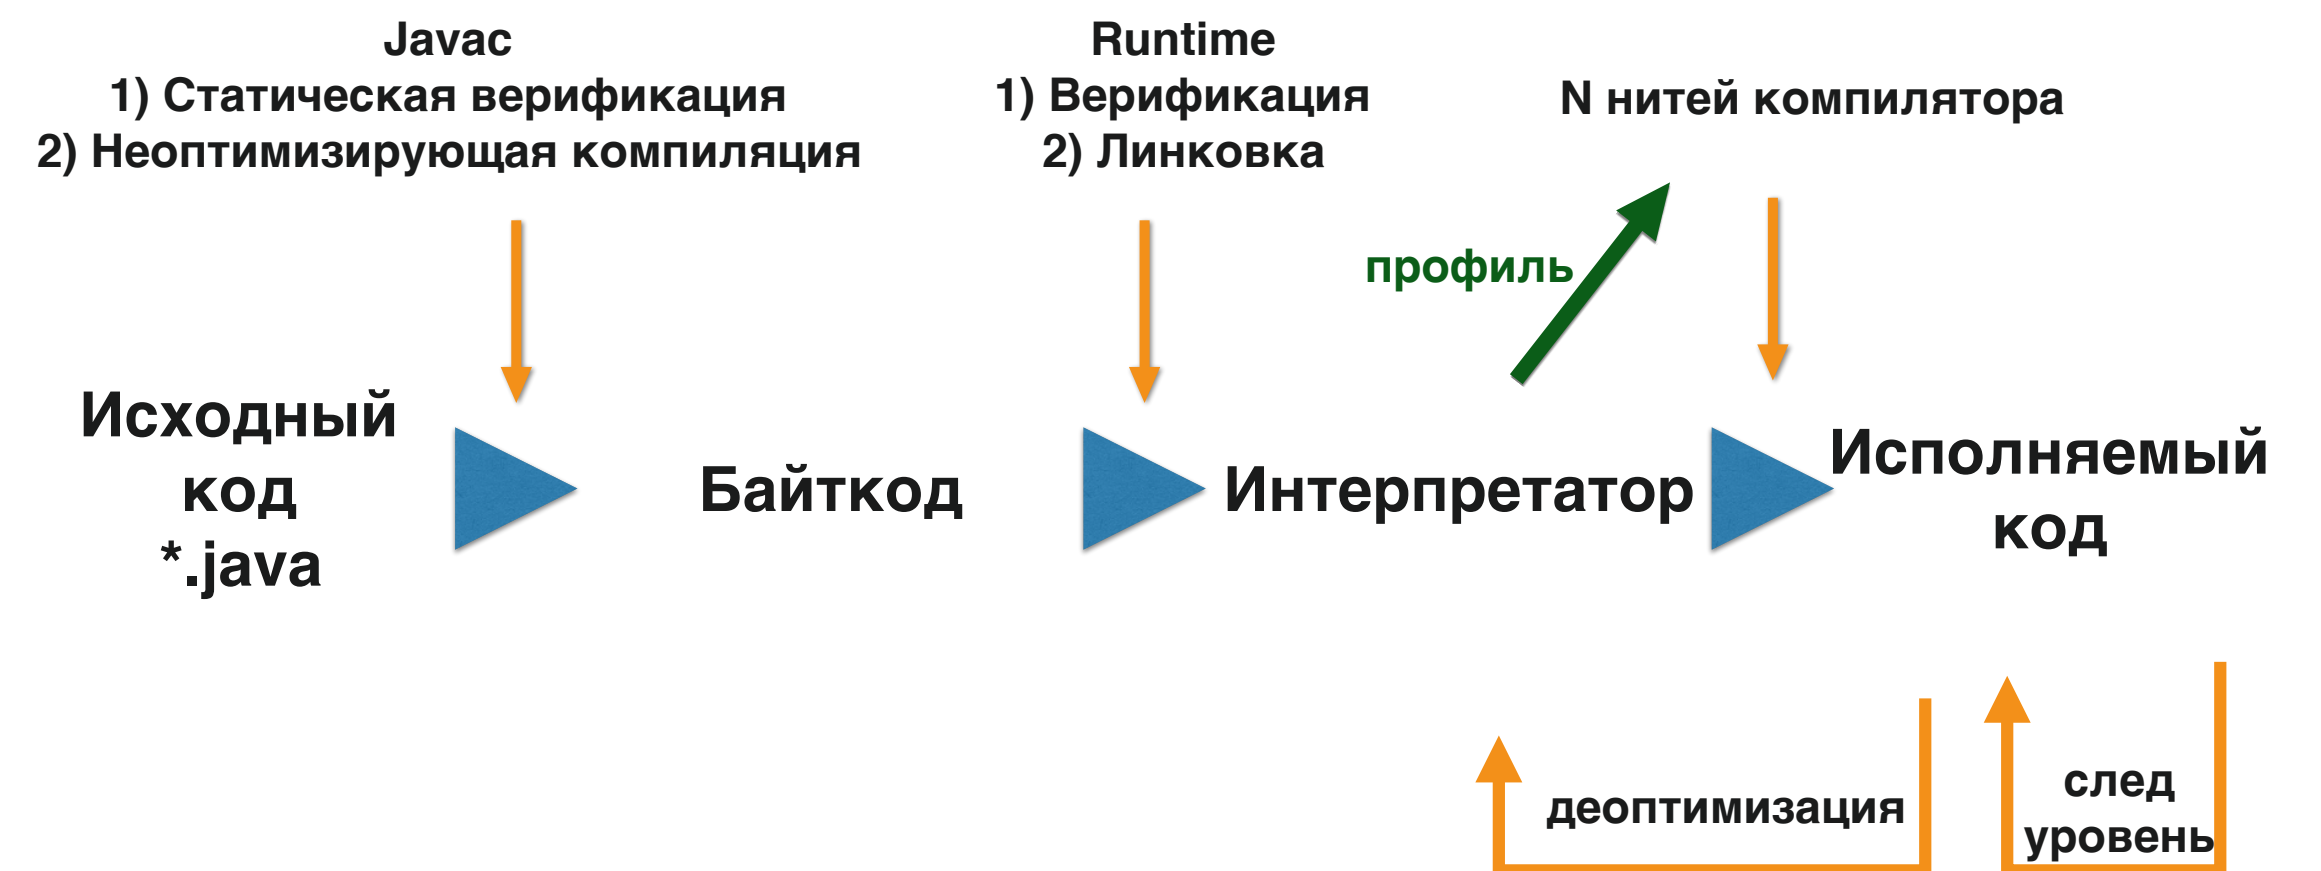 Javac
1) Статическая верификация
2) Неоптимизирующая компиляция
Runtime
1) Верификация
2) Линковка
N нитей компилятора
профиль
Исходный
код
*.java
Байткод
Интерпретатор
Исполняемый
код
деоптимизация
след
уровень